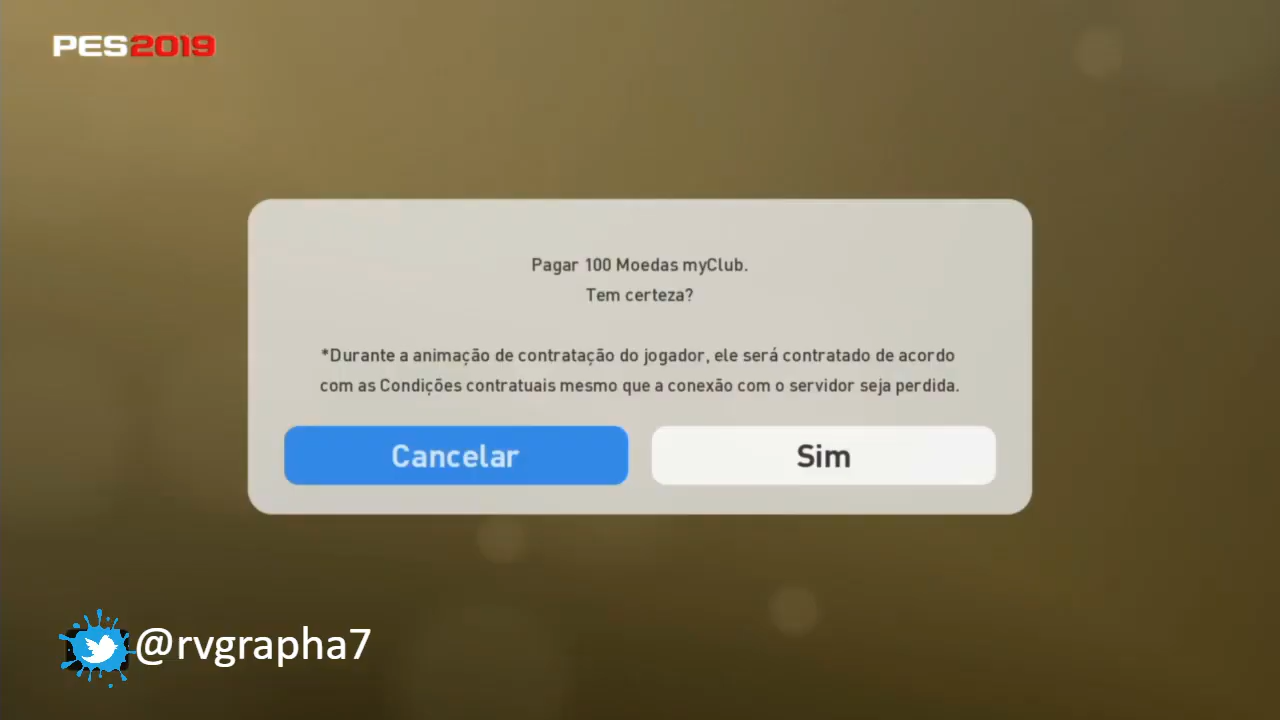 PES2019
Pagar 100 Moedas myClub.
Tem certeza?
*Durante a animação de contratação do jogador, ele será contratado de acordo
com as Condições contratuais mesmo que a conexão com o servidor seja perdida.
Cancelar
Sim
@rvgrapha7